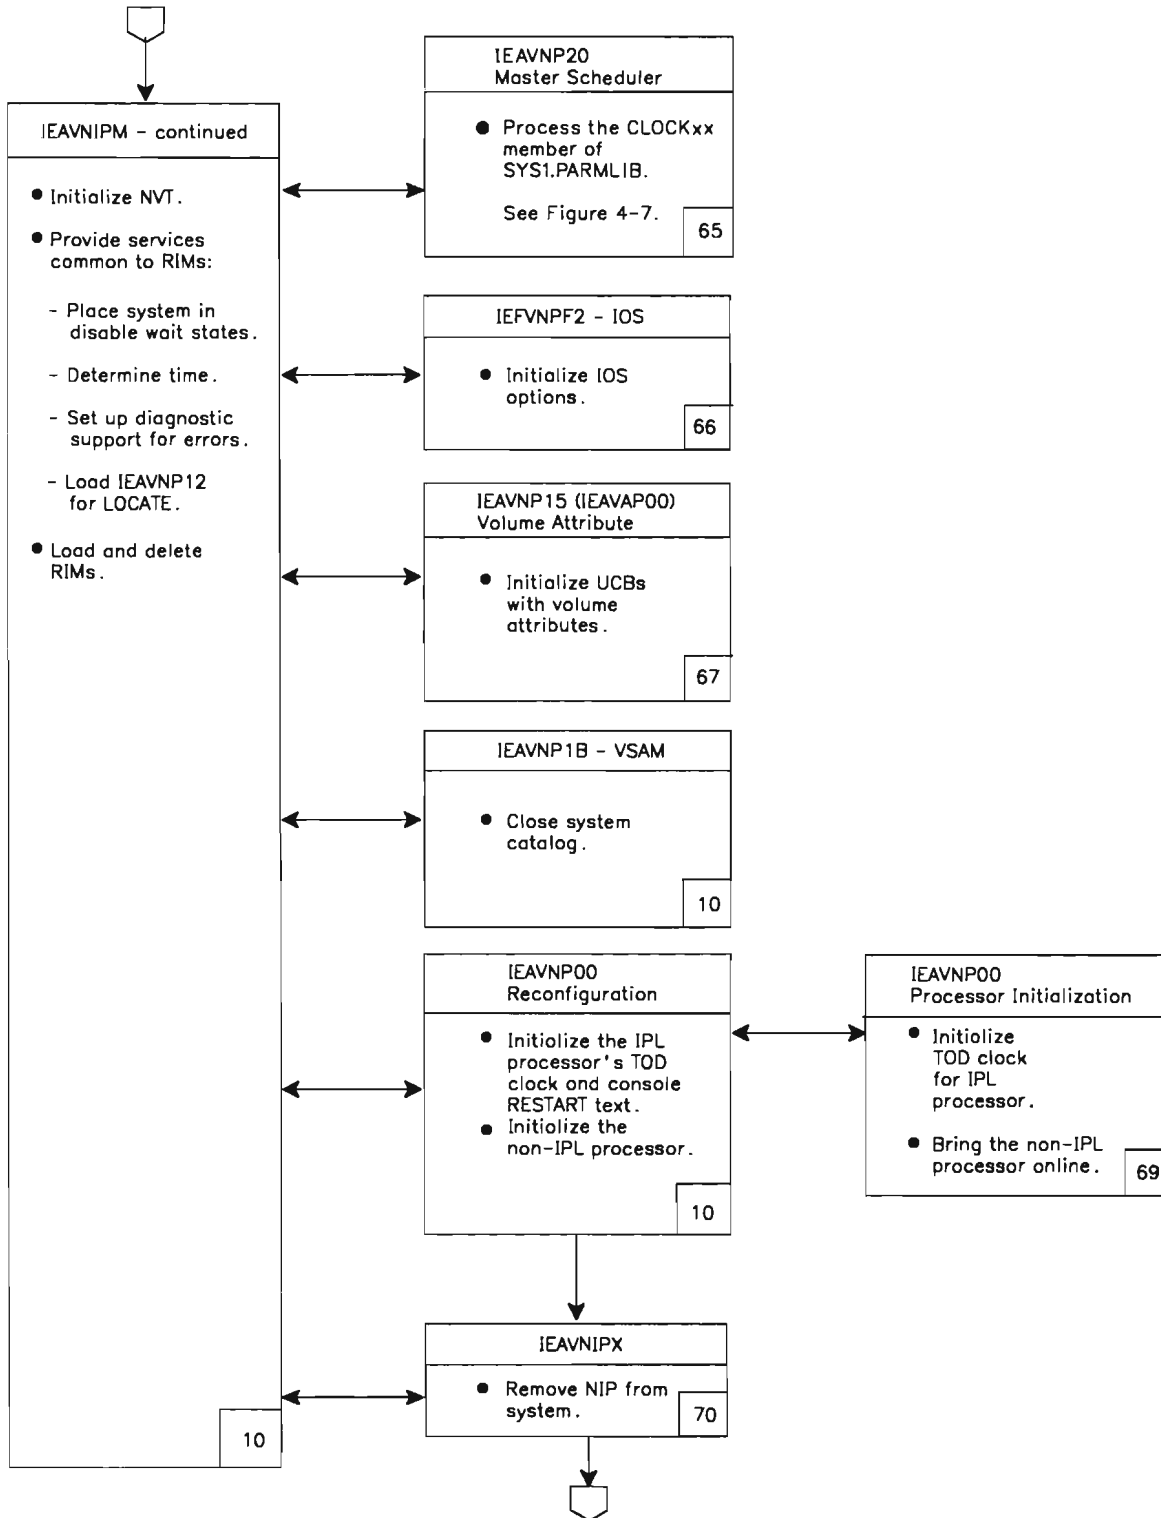 IEAVNIPM - continued
● Initialize NVT.
● Provide services
common to RIMs:
- Place system in
disable wait states.
- Determine time.
- Set up diagnostic
support for errors.
- Load IEAVNP12
for LOCATE.
● Load and delete
RIMs.
10
IEAVNP20
Master Scheduler
● Process the CLOCKxx
member of
SYS1.PARMLIB.
See Figure 4-7.
65
IEFVNPF2 - IOS
● Initialize IOS
options.
66
IEAVNP15 (IEAVAP00)
Volume Attribute
● Initialize UCBs
with volume
attributes.
67
IEAVNP1B - VSAM
● Close system
catalog.
10
IEAVNP00
Reconfiguration
● Initialize the IPL
processor's TOD
clock and console
RESTART text.
● Initialize the
non-IPL processor.
10
IEAVNP00
Processor Initialization
● Initialize
TOD clock
for IPL
processor.
● Bring the non-IPL
processor online.
69
IEAVNIPX
● Remove NIP from
system.
70